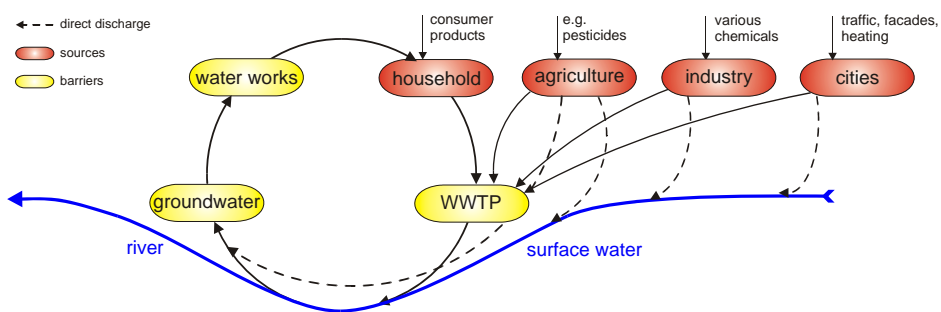 direct discharge
sources
barriers
consumer
products
e.g.
pesticides
various
chemicals
traffic, facades,
heating
water works
household
agriculture
industry
cities
groundwater
WWTP
river
surface water